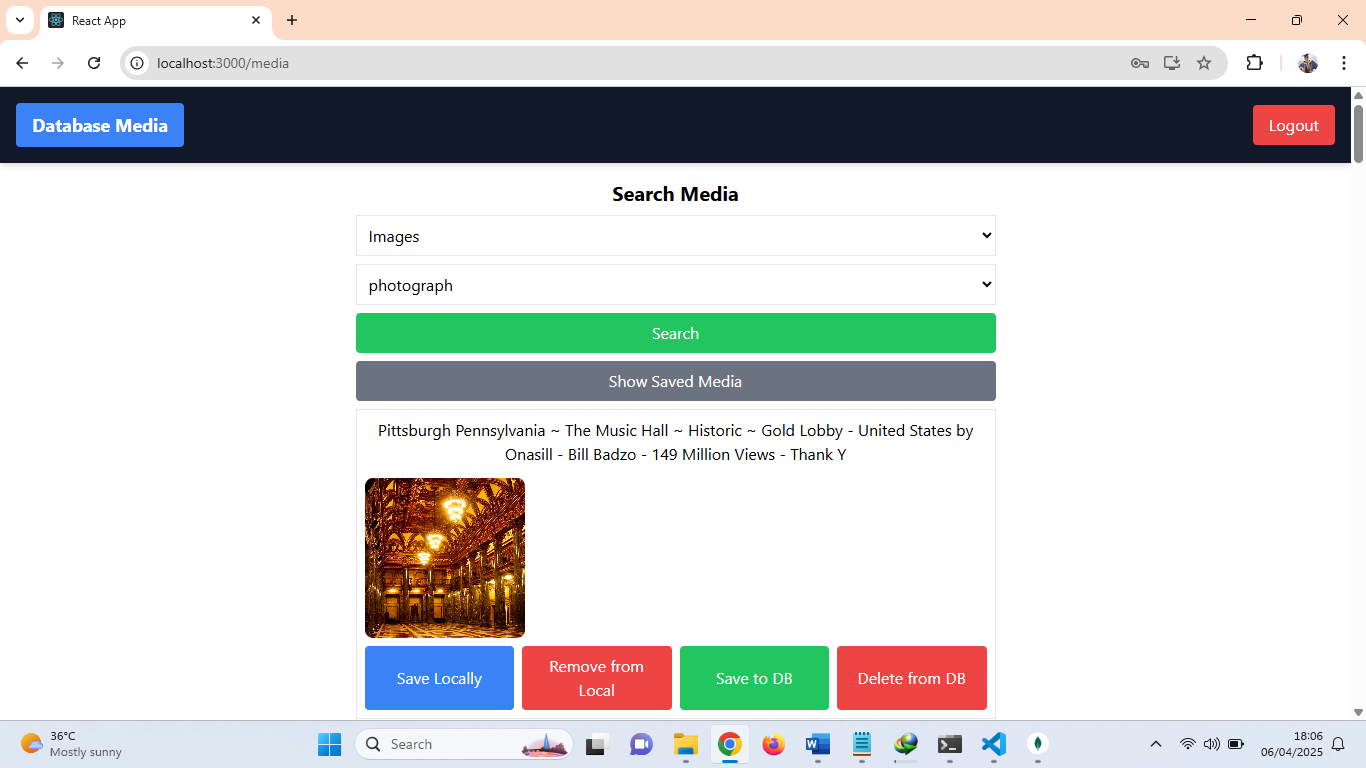 React App
localhost:3000/media
Database Media
Logout
Search Media
Images
photograph
Search
Show Saved Media
Pittsburgh Pennsylvania ~ The Music Hall ~ Historic ~ Gold Lobby - United States by
Onasill - Bill Badzo - 149 Million Views - Thank Y
Save Locally
Remove from
Local
Save to DB
Delete from DB
36°C
Mostly sunny
Search
18:06
06/04/2025